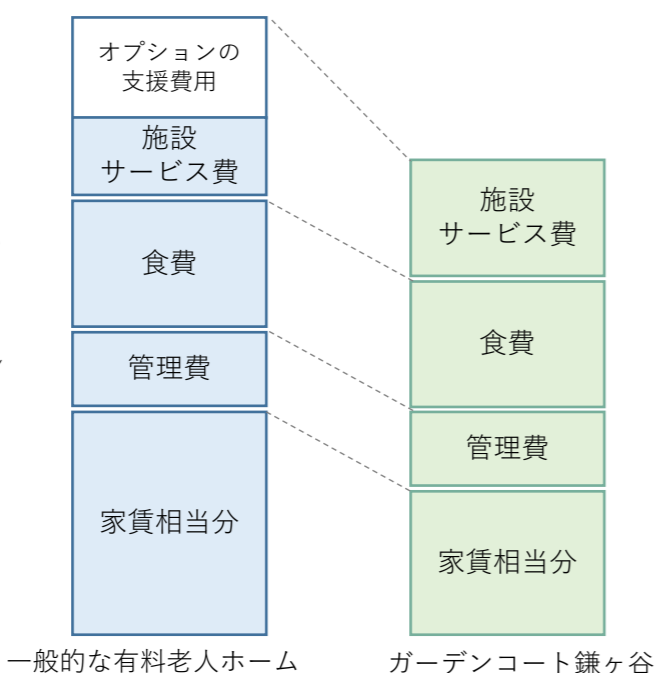 オプションの
支援費用
施設
サービス費
食費
管理費
家賃相当分
一般的な有料老人ホーム
施設
サービス費
食費
管理費
家賃相当分
ガーデンコート鎌ヶ谷